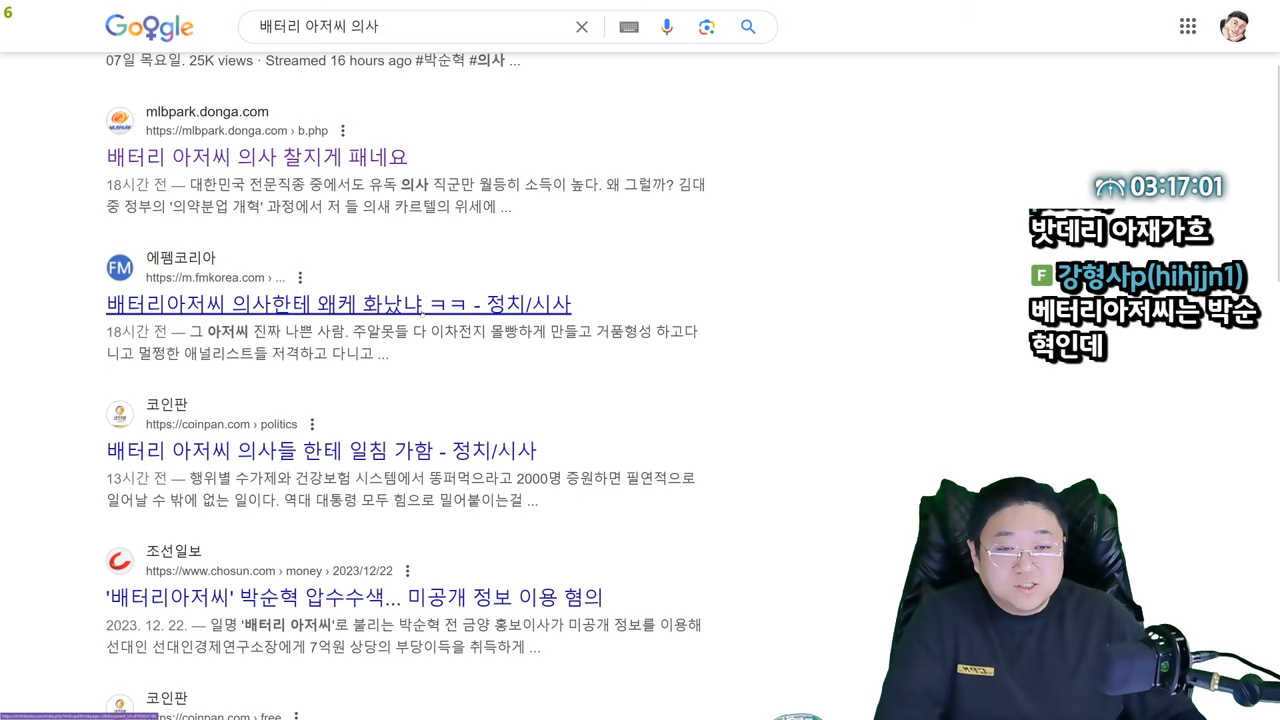 6
Google
배터리 아저씨 의사
07일 목요일. 25K views · Streamed 16 hours ago #박순혁 #의사 ...
mlbpark.donga.com
https://mlbpark.donga.com › b.php
배터리 아저씨 의사 찰지게 패네요
18시간 전 — 대한민국 전문직종 중에서도 유독 의사 직군만 월등히 소득이 높다. 왜 그럴까? 김대
중 정부의 '의약분업 개혁' 과정에서 저 들 의새 카르텔의 위세에 ...
FM
에펨코리아
https://m.fmkorea.com › ...
배터리아저씨 의사한테 왜케 화났냐 ㅋㅋ - 정치/시사
18시간 전 — 그 아저씨 진짜 나쁜 사람. 주알못들 다 이차전지 몰빵하게 만들고 거품형성 하고다
니고 멀쩡한 애널리스트들 저격하고 다니고 ...
코인판
https://coinpan.com › politics
배터리 아저씨 의사들 한테 일침 가함 - 정치/시사
13시간 전 — 행위별 수가제와 건강보험 시스템에서 똥퍼먹으라고 2000명 증원하면 필연적으로
일어날 수 밖에 없는 일이다. 역대 대통령 모두 힘으로 밀어붙이는걸 ...
조선일보
https://www.chosun.com › money › 2023/12/22
'배터리아저씨' 박순혁 압수수색... 미공개 정보 이용 혐의
2023. 12. 22. — 일명 '배터리 아저씨'로 불리는 박순혁 전 금양 홍보이사가 미공개 정보를 이용해
선대인 선대인경제연구소장에게 7억원 상당의 부당이득을 취득하게 ...
코인판
https://coinpan.com › free
03:17:01
밧데리 아재가흐
F 강형사p(hihjjn1)
베터리아저씨는 박순
혁인데